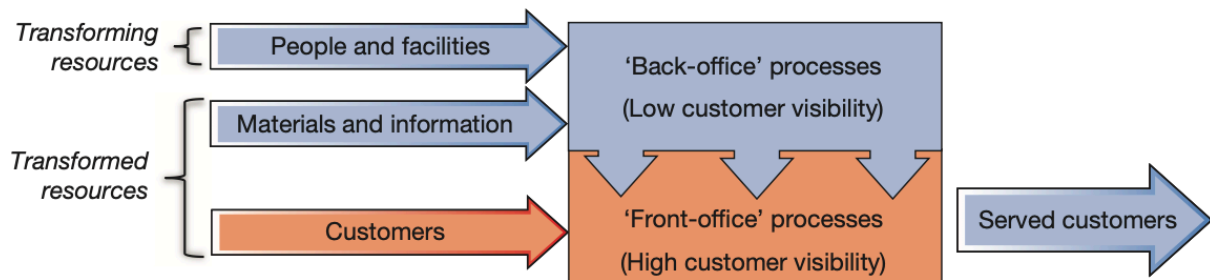 Transforming
resources
People and facilities
‘Back-office’ processes
(Low customer visibility)
Materials and information
Transformed
resources
Customers
‘Front-office’ processes
(High customer visibility)
Served customers